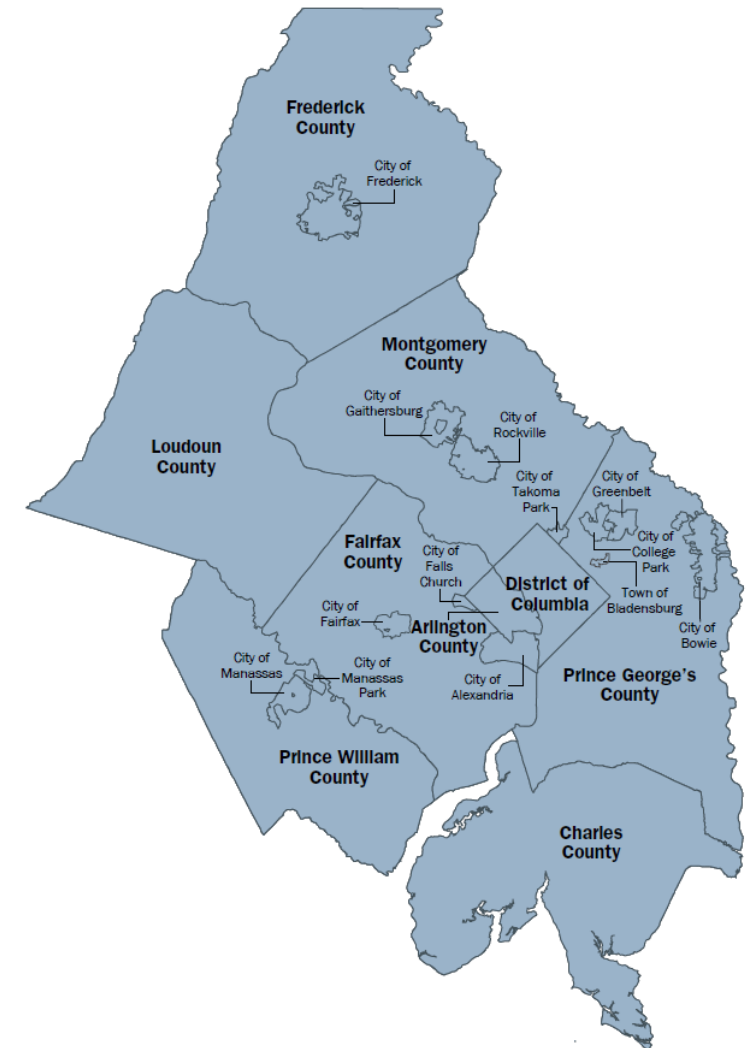 Frederick
County
City of
Frederick
Montgomery
County
City of
Gaithersburg
City of
Rockville
Loudoun
County
City of
Takoma
Park
City of
Greenbelt
Fairfax
County
City of
Falls
Church
City of
College
Park
District of
Columbia
Town of
Bladensburg
City of
Fairfax
Arlington
County
City of
Bowie
City of
Manassas
City of
Manassas
Park
City of
Alexandria
Prince George's
County
Prince William
County
Charles
County